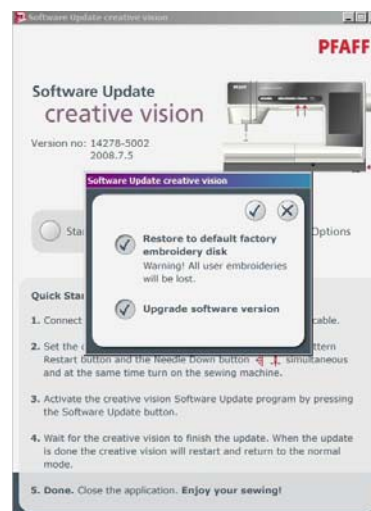 Software Update creative vision
PFAFF
Software Update
creative vision
Version no: 14278-5002
2008.7.5
Software Update creative vision
Restore to default factory
embroidery disk
Warning! All user embroideries
will be lost.
Upgrade software version
Star
Options
Quick Star
1. Connect
cable.
2. Set the c
ttern
Restart button and the Needle Down button simultaneous
and at the same time turn on the sewing machine.
3. Activate the creative vision Software Update program by pressing
the Software Update button.
4. Wait for the creative vision to finish the update. When the update
is done the creative vision will restart and return to the normal
mode.
5. Done. Close the application. Enjoy your sewing!